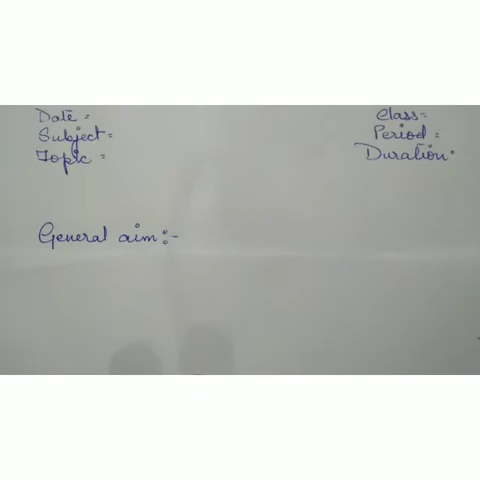 Date = Class=
Subject= Period =
Topic = Duration=
General aim:-